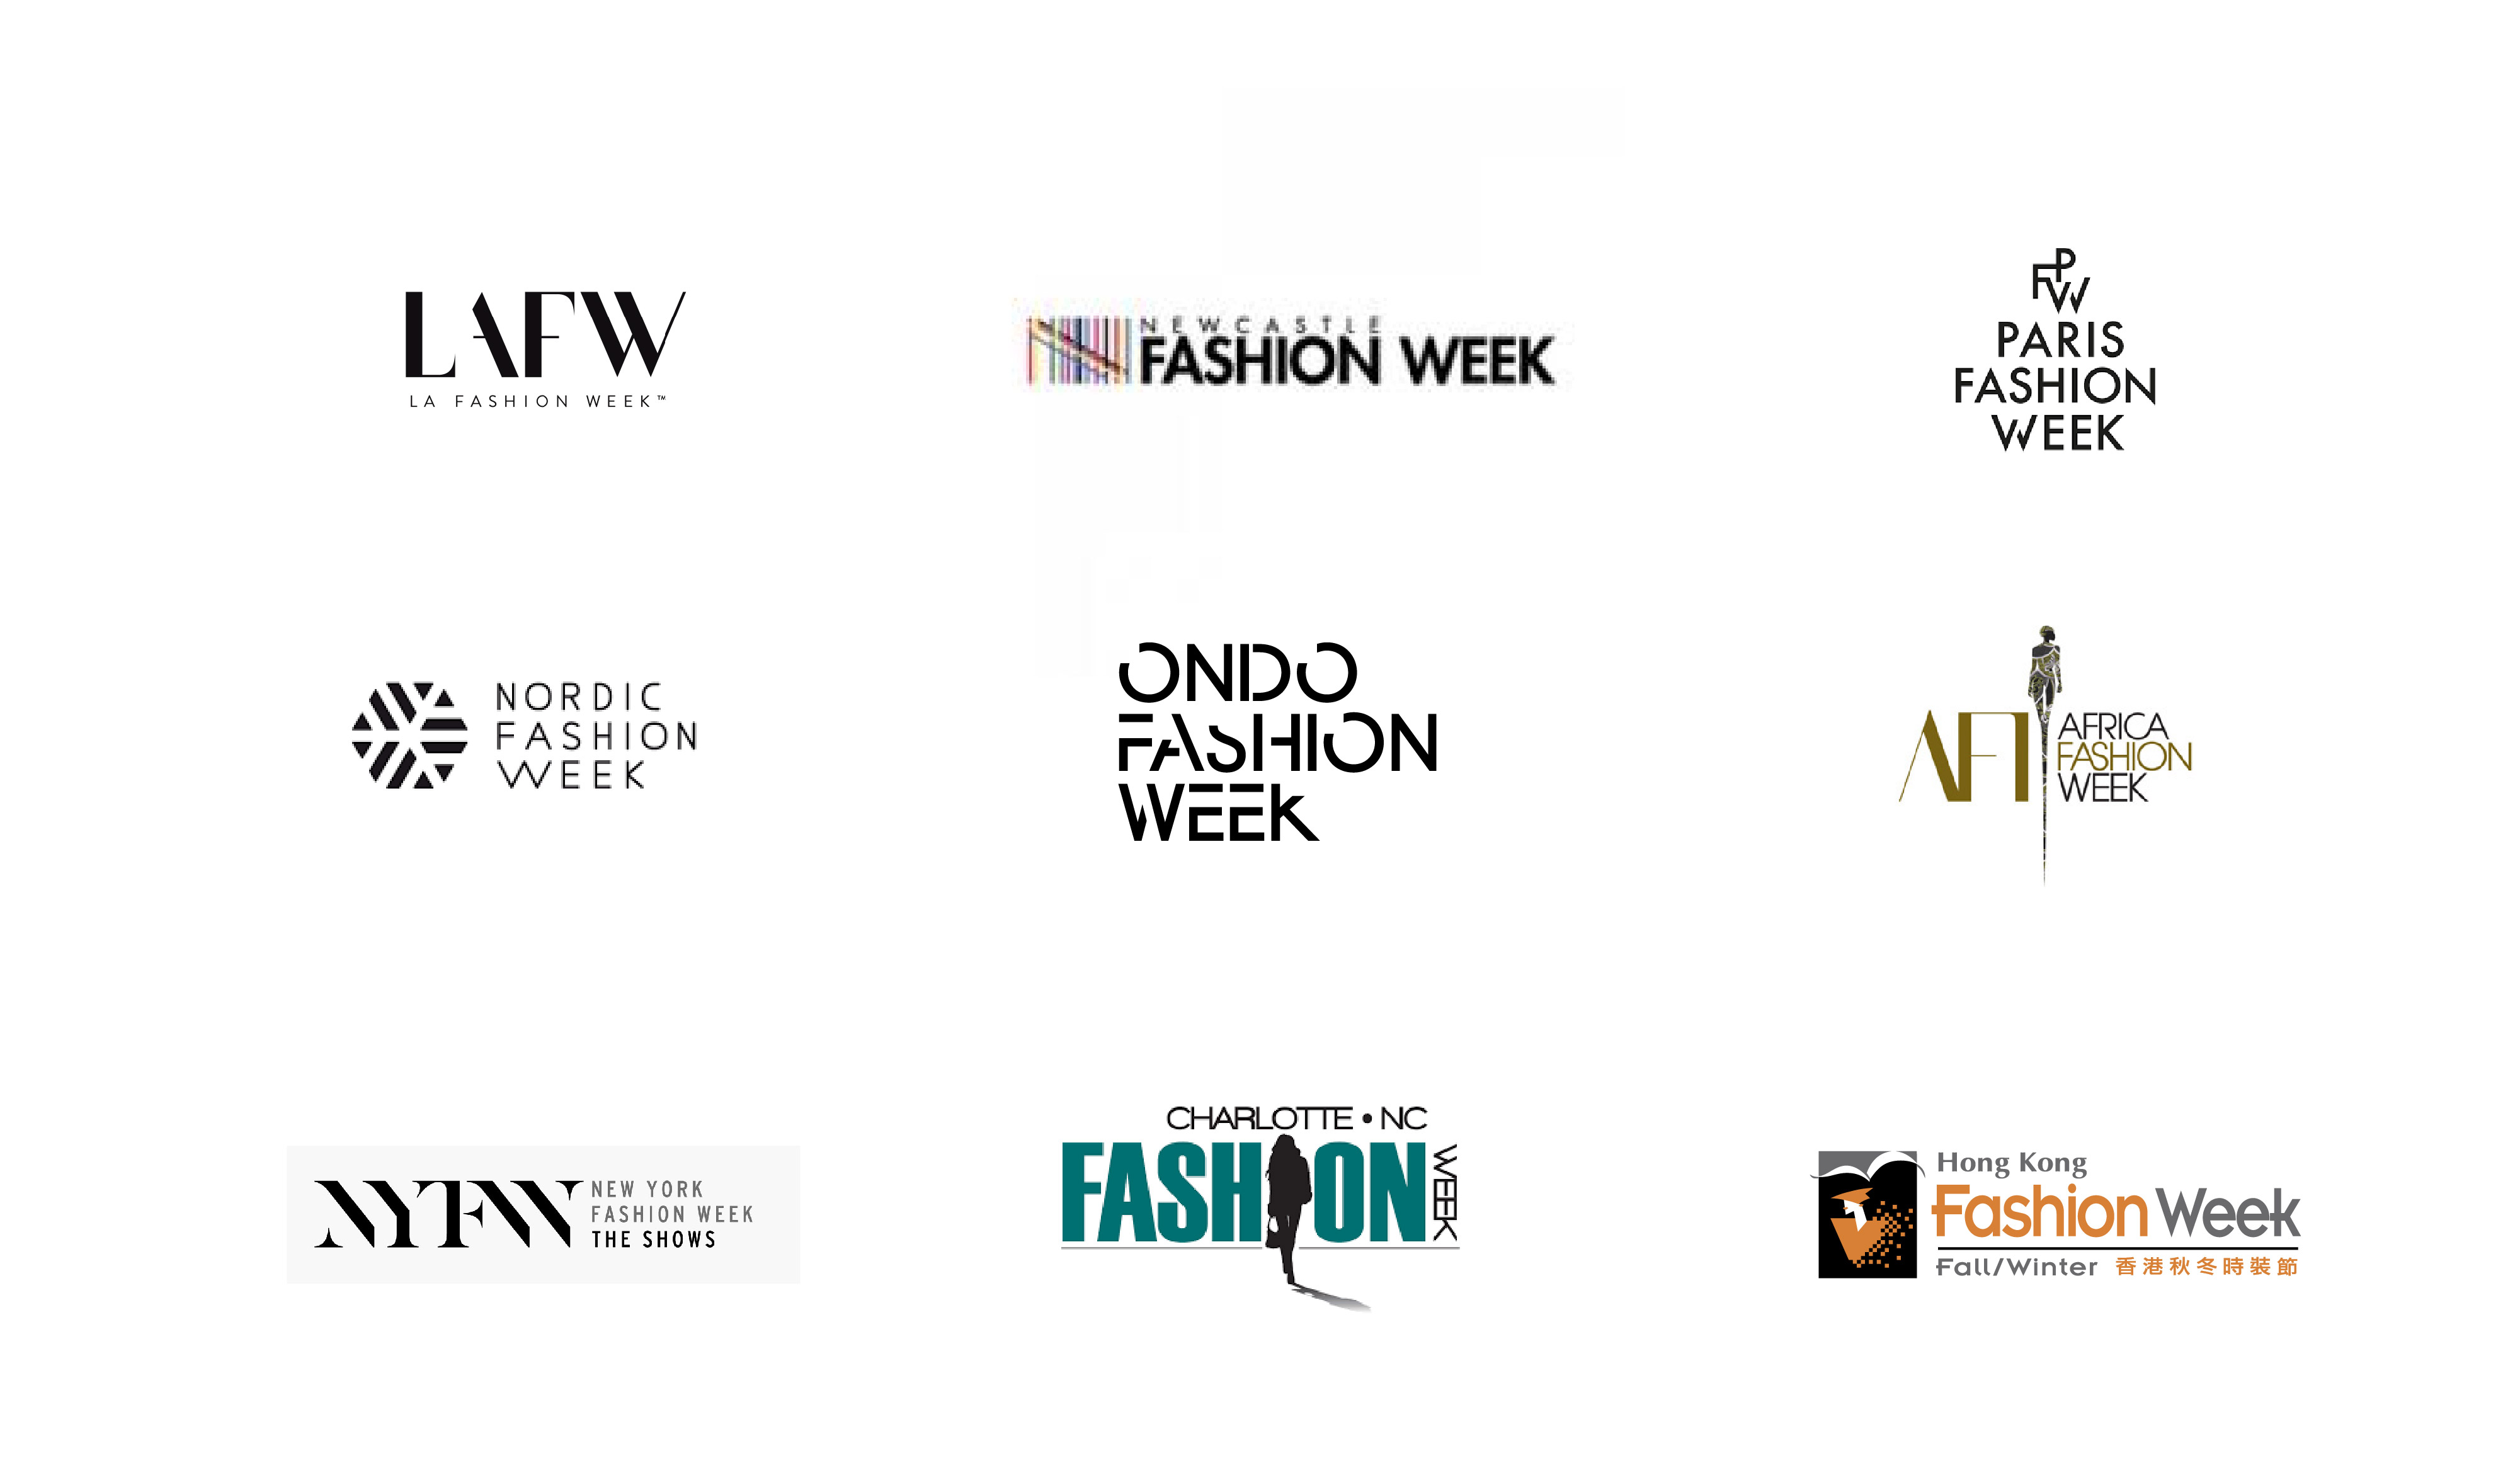 LAFW
LA FASHION WEEK™
NEWCASTLE
FASHION WEEK
FPW
PARIS
FASHION
WEEK
NORDIC
FASHION
WEEK
ONDO
FASHION
WEEK
AFI
AFRICA
FASHION
WEEK
NYFW
NEW YORK
FASHION WEEK
THE SHOWS
CHARLOTTE • NC
FASHION
WEEK
Hong Kong
Fashion Week
Fall/Winter 香港秋冬時裝節